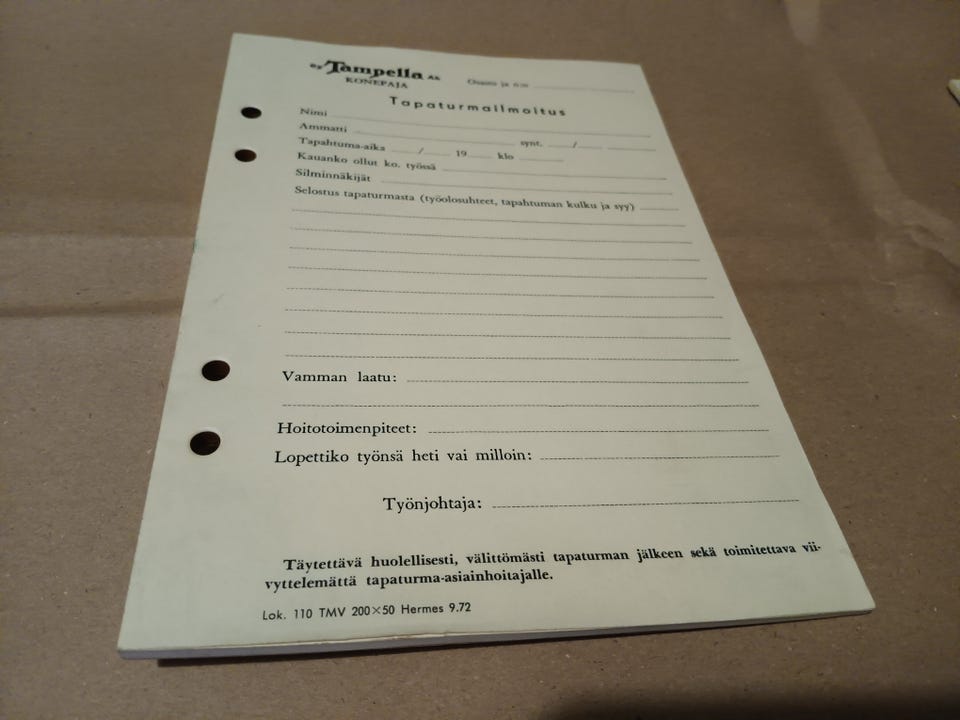 Oy Tampella Ab
KONEPAJA
Osasto ja n:o
Tapaturmailmoitus
Nimi
Ammatti synt. /
Tapahtuma-aika / 19 klo
Kauanko ollut ko. työssä
Silminnäkijät
Selostus tapaturmasta (työolosuhteet, tapahtuman kulku ja syy)
Vamman laatu:
Hoitotoimenpiteet:
Lopettiko työnsä heti vai milloin:
Työnjohtaja:
Täytettävä huolellisesti, välittömästi tapaturman jälkeen sekä toimitettava vii-
vyttelemättä tapaturma-asiainhoitajalle.
Lok. 110 TMV 200×50 Hermes 9.72